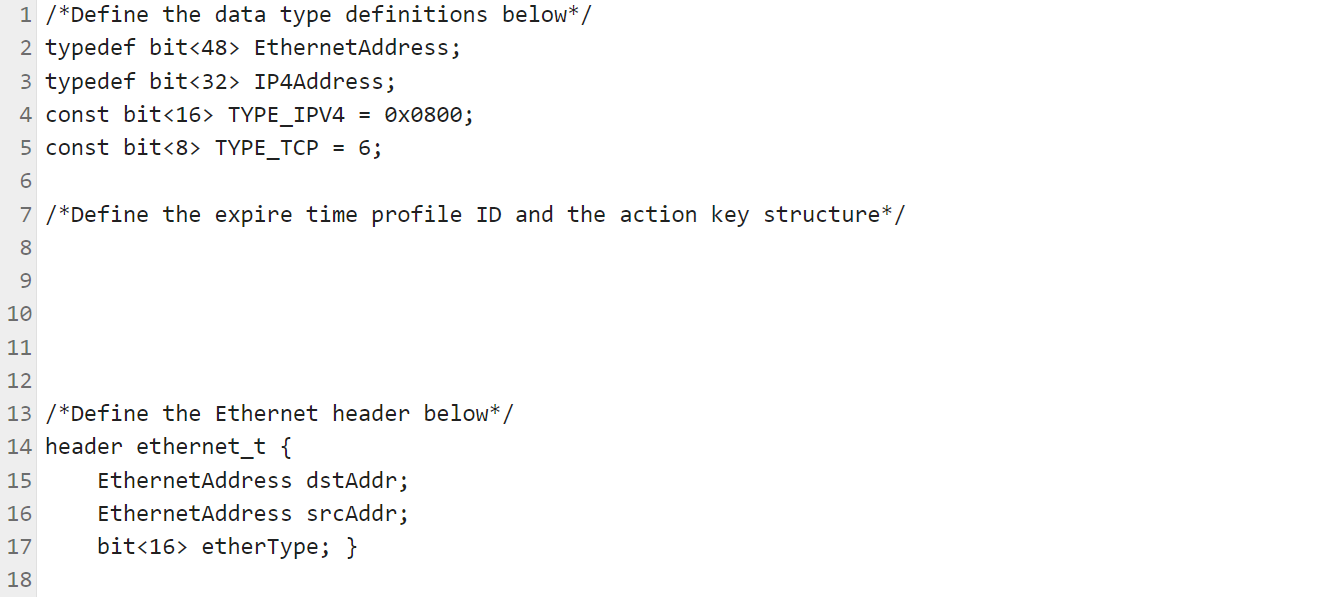 1 /*Define the data type definitions below*/
2 typedef bit<48> EthernetAddress;
3 typedef bit<32> IP4Address;
4 const bit<16> TYPE_IPV4 = 0x0800;
5 const bit<8> TYPE_TCP = 6;
6
7 /*Define the expire time profile ID and the action key structure*/
8
9
10
11
12
13 /*Define the Ethernet header below*/
14 header ethernet_t {
15     EthernetAddress dstAddr;
16     EthernetAddress srcAddr;
17     bit<16> etherType; }
18